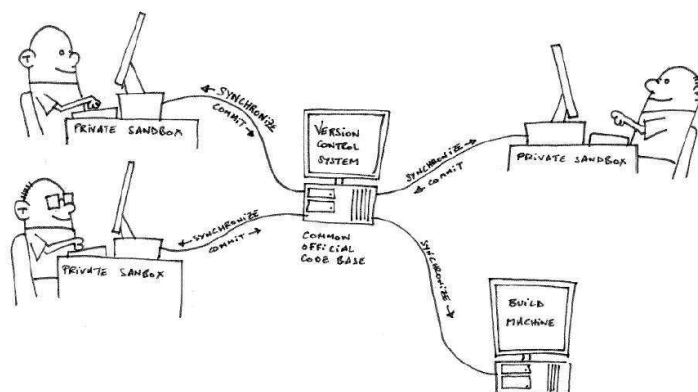 SYNCHRONIZE
COMMIT
PRIVATE SANDBOX
VERSION
CONTROL
SYSTEM
SYNCHRONIZE
COMMIT
PRIVATE SANDBOX
SYNCHRONIZE
COMMIT
PRIVATE SANBOX
COMMON
OFFICIAL
CODE BASE
SYNCHRONIZE
BUILD
MACHINE